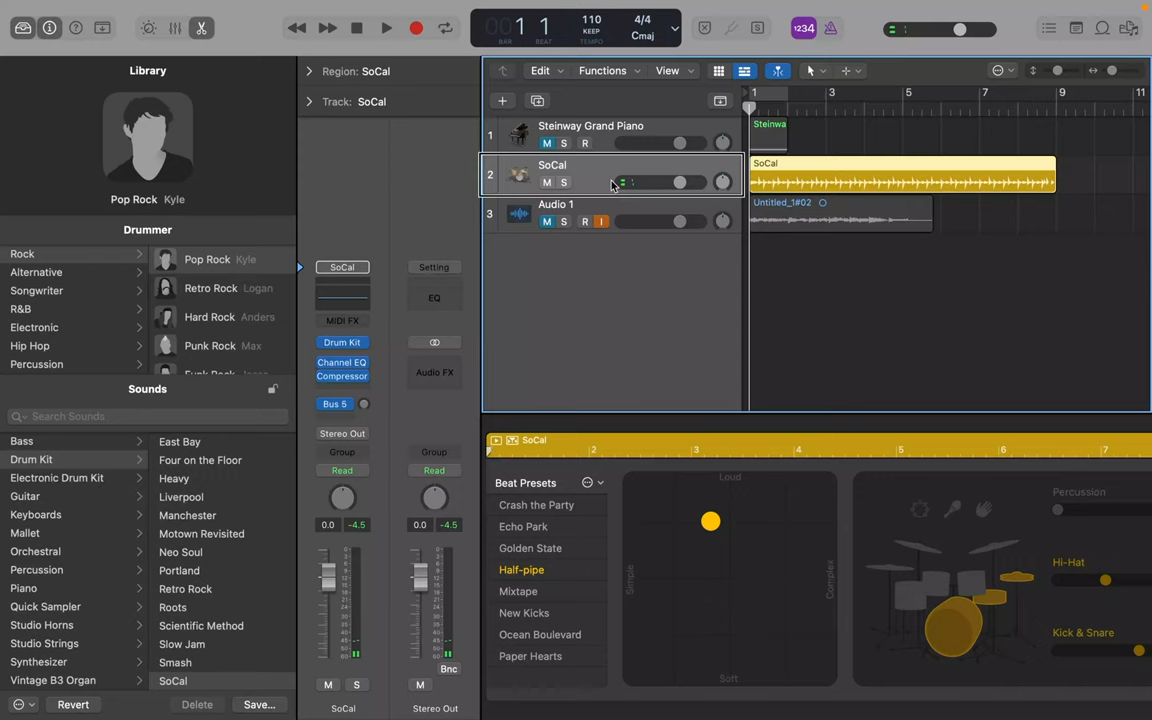 001 1
BAR BEAT
110
KEEP
TEMPO
4/4
Cmaj
1234
S
Library
Pop Rock Kyle
Drummer
Rock
Alternative
Songwriter
R&B
Electronic
Hip Hop
Percussion
Pop Rock Kyle
Retro Rock Logan
Hard Rock Anders
Punk Rock Max
Sounds
Search Sounds
Bass
Drum Kit
Electronic Drum Kit
Guitar
Keyboards
Mallet
Orchestral
Percussion
Piano
Quick Sampler
Studio Horns
Studio Strings
Synthesizer
Vintage B3 Organ
East Bay
Four on the Floor
Heavy
Liverpool
Manchester
Motown Revisited
Neo Soul
Portland
Retro Rock
Roots
Scientific Method
Slow Jam
Smash
SoCal
Revert
Delete
Save...
Region: SoCal
Track: SoCal
SoCal
MIDI FX
Drum Kit
Channel EQ
Compressor
Bus 5
Stereo Out
Group
Read
0.0 -4.5
M S
SoCal
Setting
EQ
Audio FX
Group
Read
0.0 -4.5
Bnc
M
Stereo Out
Edit Functions View
1 3 5 7 9 11
1 Steinway Grand Piano
M S R
2 SoCal
M S
3 Audio 1
M S R I
Steinwa
SoCal
Untitled_1#02
SoCal
2 3 4 5 6 7
Beat Presets
Crash the Party
Echo Park
Golden State
Half-pipe
Mixtape
New Kicks
Ocean Boulevard
Paper Hearts
Loud
Simple
Complex
Soft
Percussion
Hi-Hat
Kick & Snare